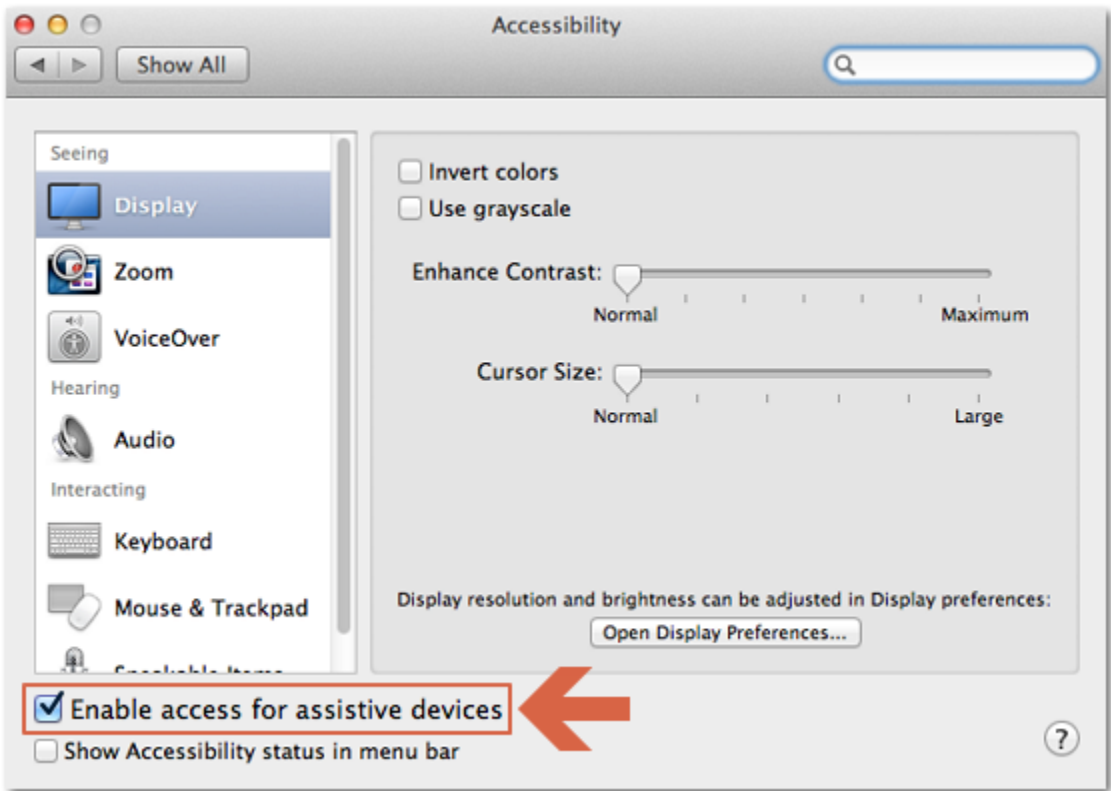 Accessibility
Show All
Seeing
Display
Zoom
VoiceOver
Hearing
Audio
Interacting
Keyboard
Mouse & Trackpad
Speakable Items
Invert colors
Use grayscale
Enhance Contrast:
Normal Maximum
Cursor Size:
Normal Large
Display resolution and brightness can be adjusted in Display preferences:
Open Display Preferences...
Enable access for assistive devices
Show Accessibility status in menu bar
?